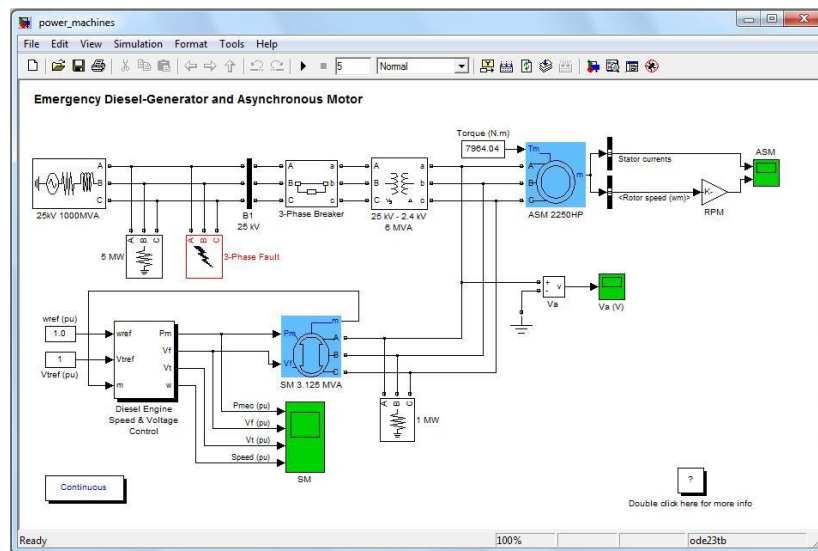 power_machines
File Edit View Simulation Format Tools Help
5 Normal
Emergency Diesel-Generator and Asynchronous Motor
25kV 1000MVA
A
B
C
A
B
C
5 MW
A
B
C
3-Phase Fault
B1
25 kV
A
B
C
a
b
c
3-Phase Breaker
A
B
C
a
b
c
25 kV - 2.4 kV
6 MVA
Torque (N.m)
7964.04
Tm
A
B
C
m
ASM 2250HP
Stator currents
<Rotor speed (wm)>
K-
RPM
ASM
+
-
v
Va
Va (V)
wref (pu)
1.0
1
Vtref (pu)
wref
Vtref
m
Pm
Vf
Vt
w
Diesel Engine
Speed & Voltage
Control
Pm
Vf
m
A
B
C
SM 3.125 MVA
A
B
C
1 MW
Pmec (pu)
Vf (pu)
Vt (pu)
Speed (pu)
SM
Continuous
?
Double click here for more info
Ready 100% ode23tb